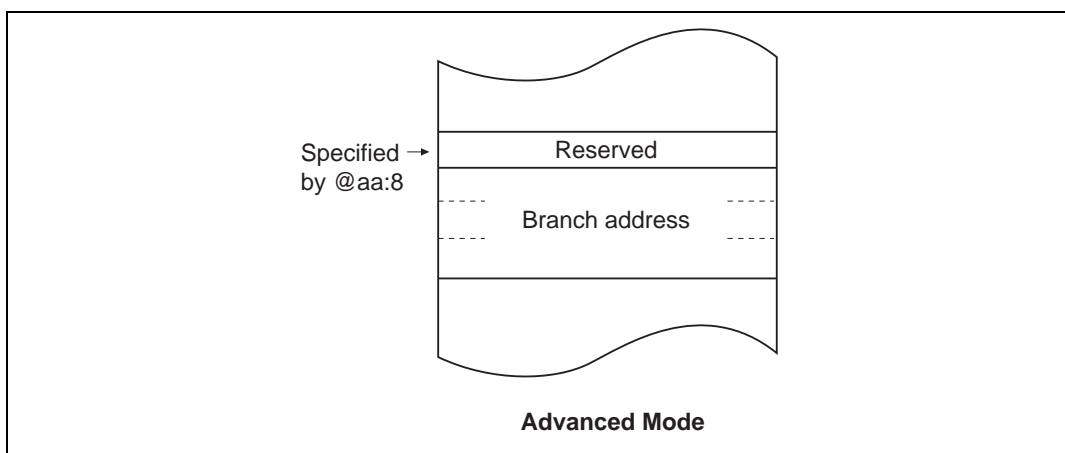 Reserved
Specified →
by @aa:8
Branch address
Advanced Mode